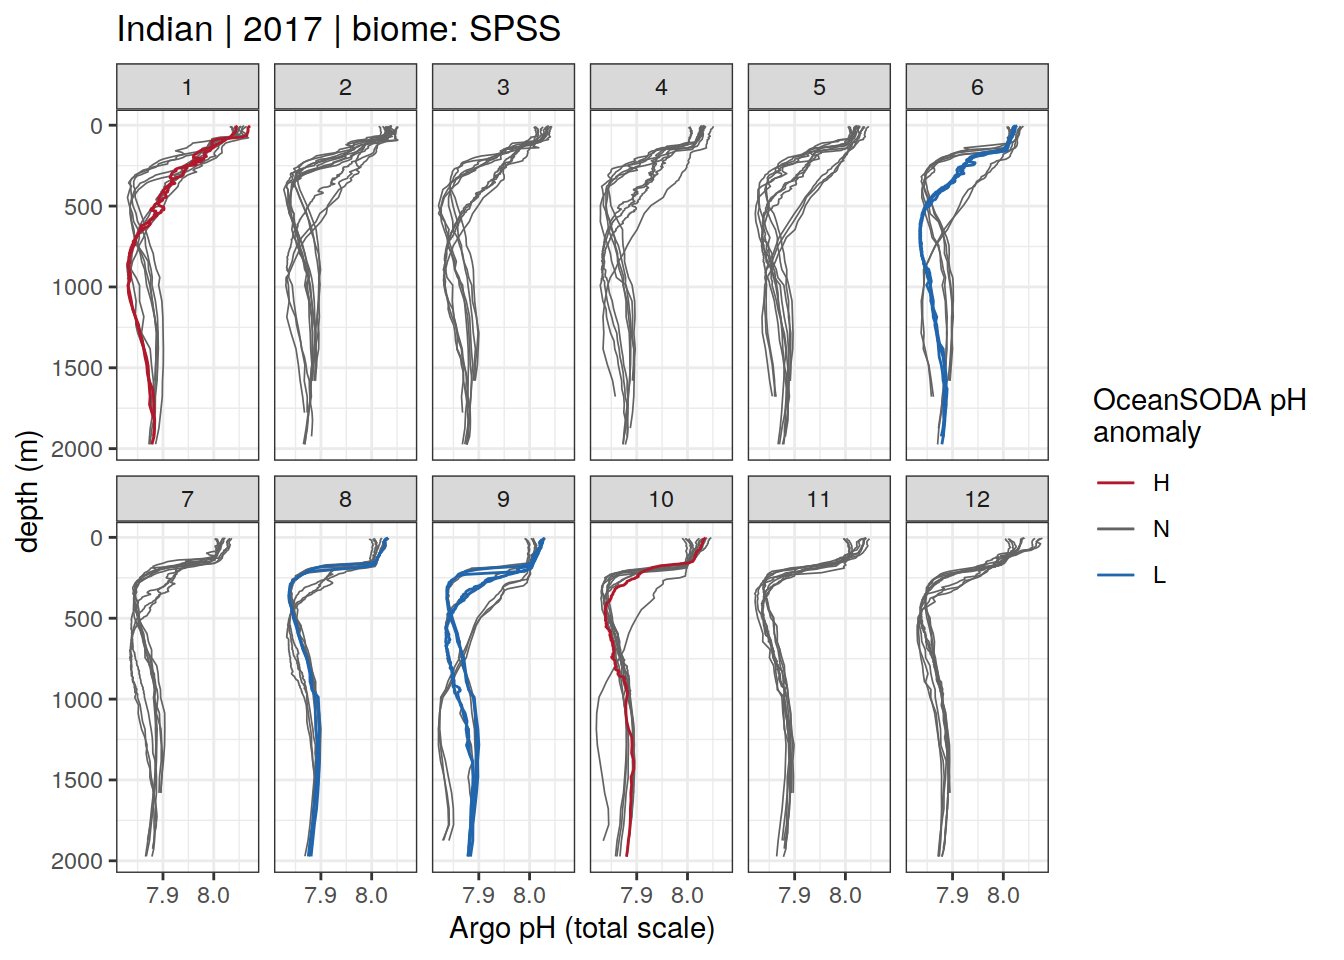 Indian | 2017 | biome: SPSS
1 2 3 4 5 6
0
500
1000
1500
2000
7 8 9 10 11 12
0
500
1000
1500
2000
7.9 8.0 7.9 8.0 7.9 8.0 7.9 8.0 7.9 8.0 7.9 8.0
Argo pH (total scale)
depth (m)
OceanSODA pH
anomaly
H
N
L